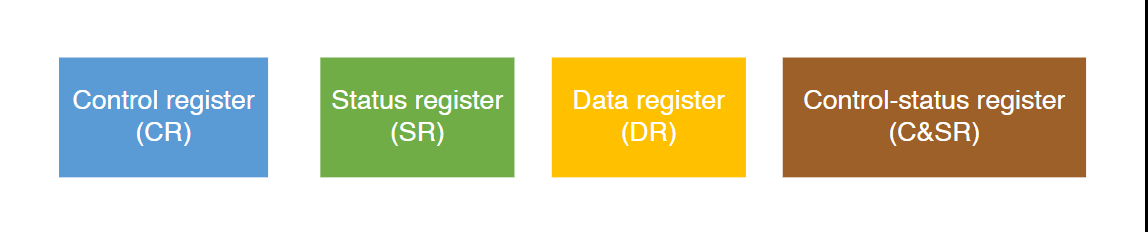 Control register
(CR)
Status register
(SR)
Data register
(DR)
Control-status register
(C&SR)